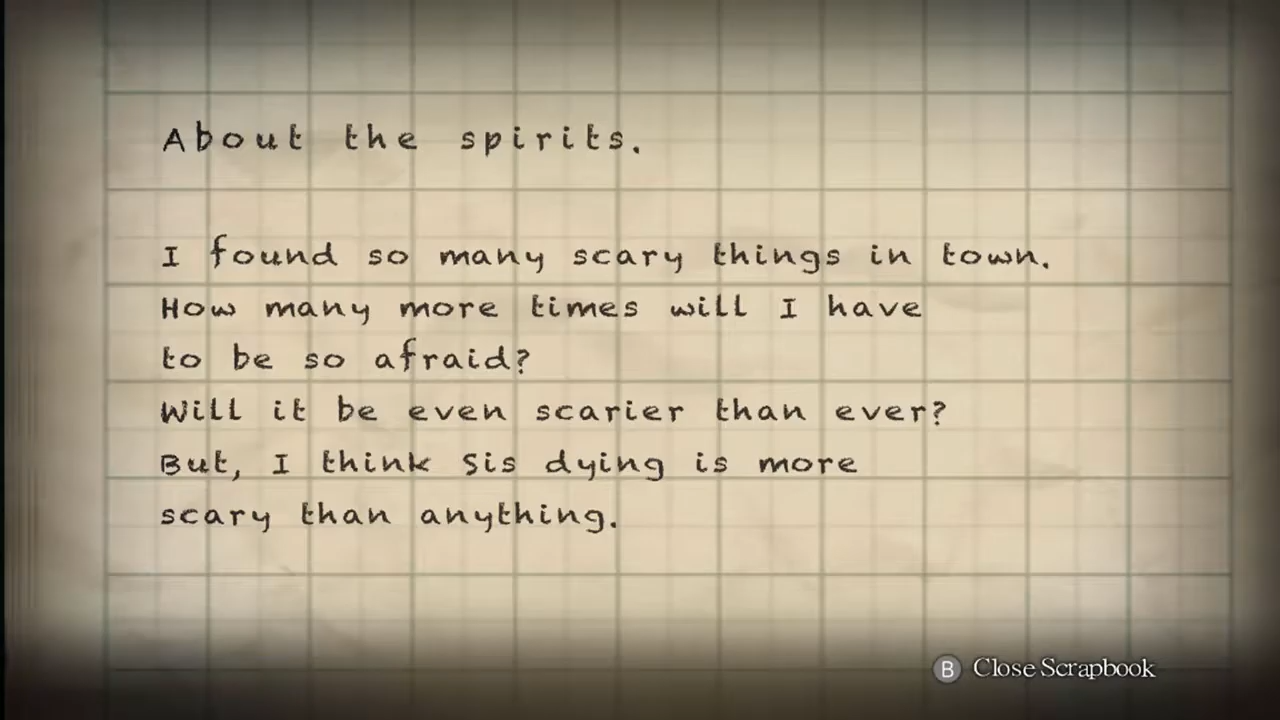 About the spirits.
I found so many scary things in town.
How many more times will I have
to be so afraid?
Will it be even scarier than ever?
But, I think Sis dying is more
scary than anything.
B Close Scrapbook